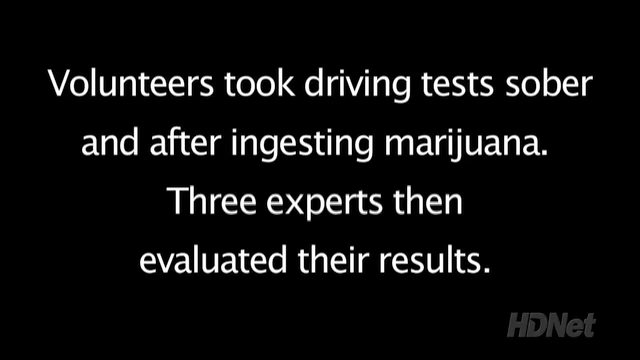 Volunteers took driving tests sober
and after ingesting marijuana.
Three experts then
evaluated their results.
HDNet